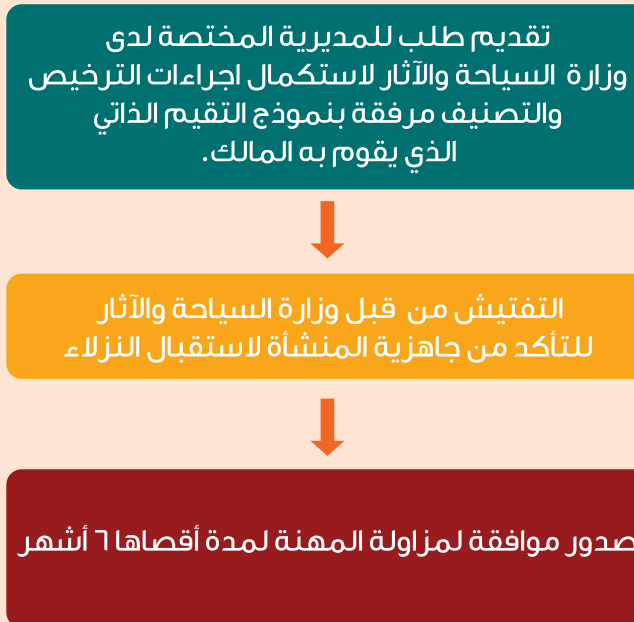 تقديم طلب للمديرية المختصة لدى
وزارة السياحة والآثار لاستكمال اجراءات الترخيص
والتصنيف مرفقة بنموذج التقيم الذاتي
الذي يقوم به المالك.
التفتيش من قبل وزارة السياحة والآثار
للتأكد من جاهزية المنشأة لاستقبال النزلاء
صدور موافقة لمزاولة المهنة لمدة أقصاها ٦ أشهر